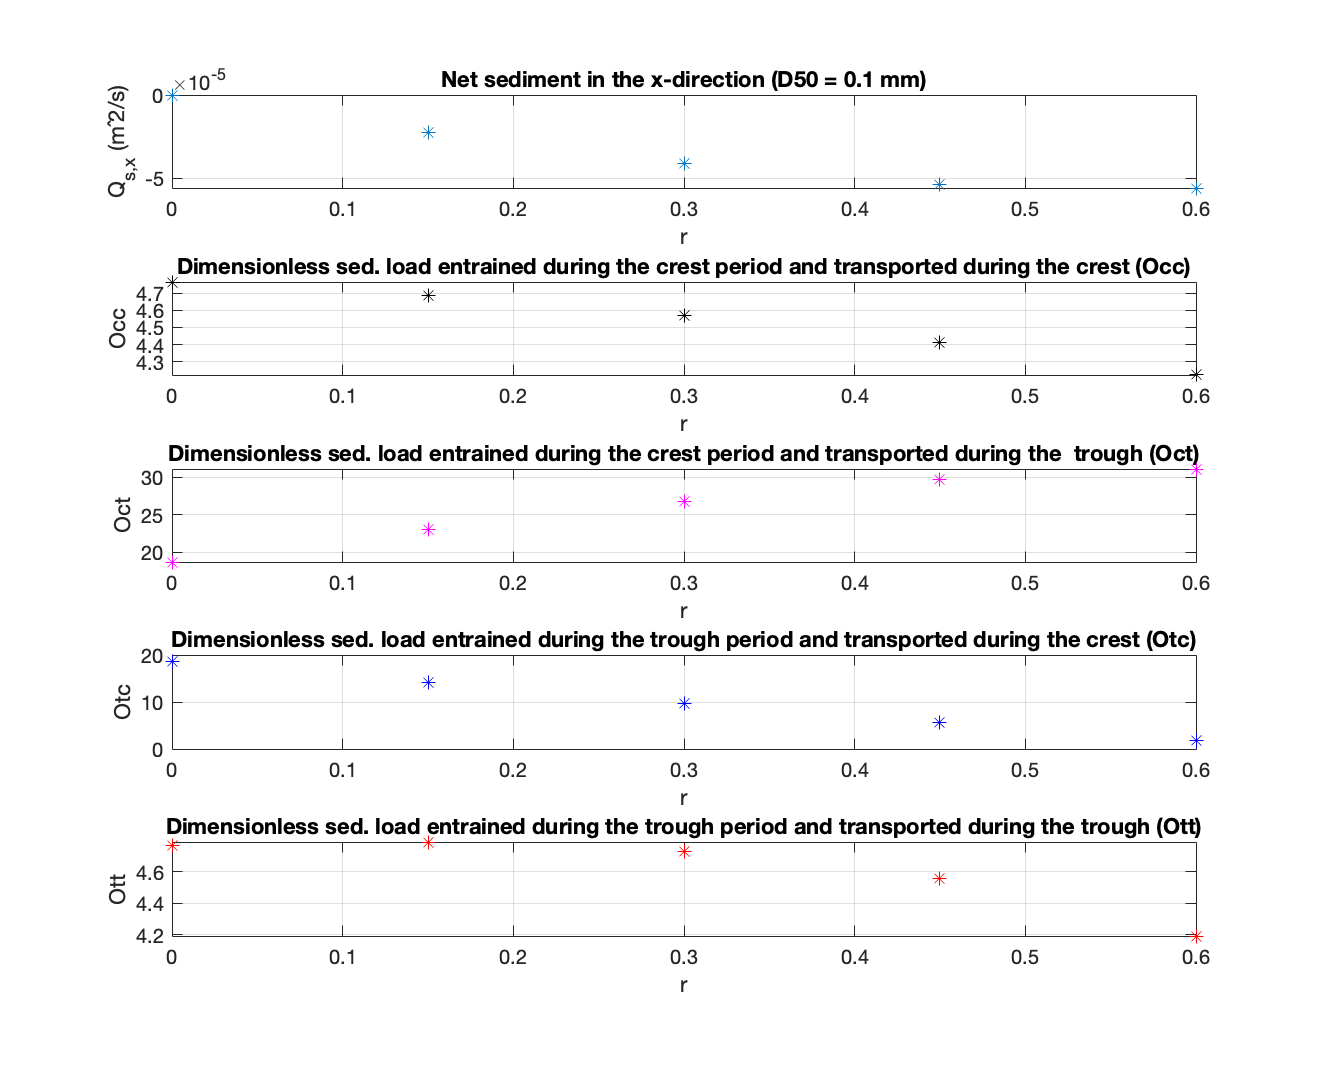 Net sediment in the x-direction (D50 = 0.1 mm)
×10^-5
0
-5
Q_s,x (m^2/s)
0 0.1 0.2 0.3 0.4 0.5 0.6
r
Dimensionless sed. load entrained during the crest period and transported during the crest (Occ)
4.7
4.6
4.5
4.4
4.3
Occ
0 0.1 0.2 0.3 0.4 0.5 0.6
r
Dimensionless sed. load entrained during the crest period and transported during the  trough (Oct)
30
25
20
Oct
0 0.1 0.2 0.3 0.4 0.5 0.6
r
Dimensionless sed. load entrained during the trough period and transported during the crest (Otc)
20
10
0
Otc
0 0.1 0.2 0.3 0.4 0.5 0.6
r
Dimensionless sed. load entrained during the trough period and transported during the trough (Ott)
4.6
4.4
4.2
Ott
0 0.1 0.2 0.3 0.4 0.5 0.6
r